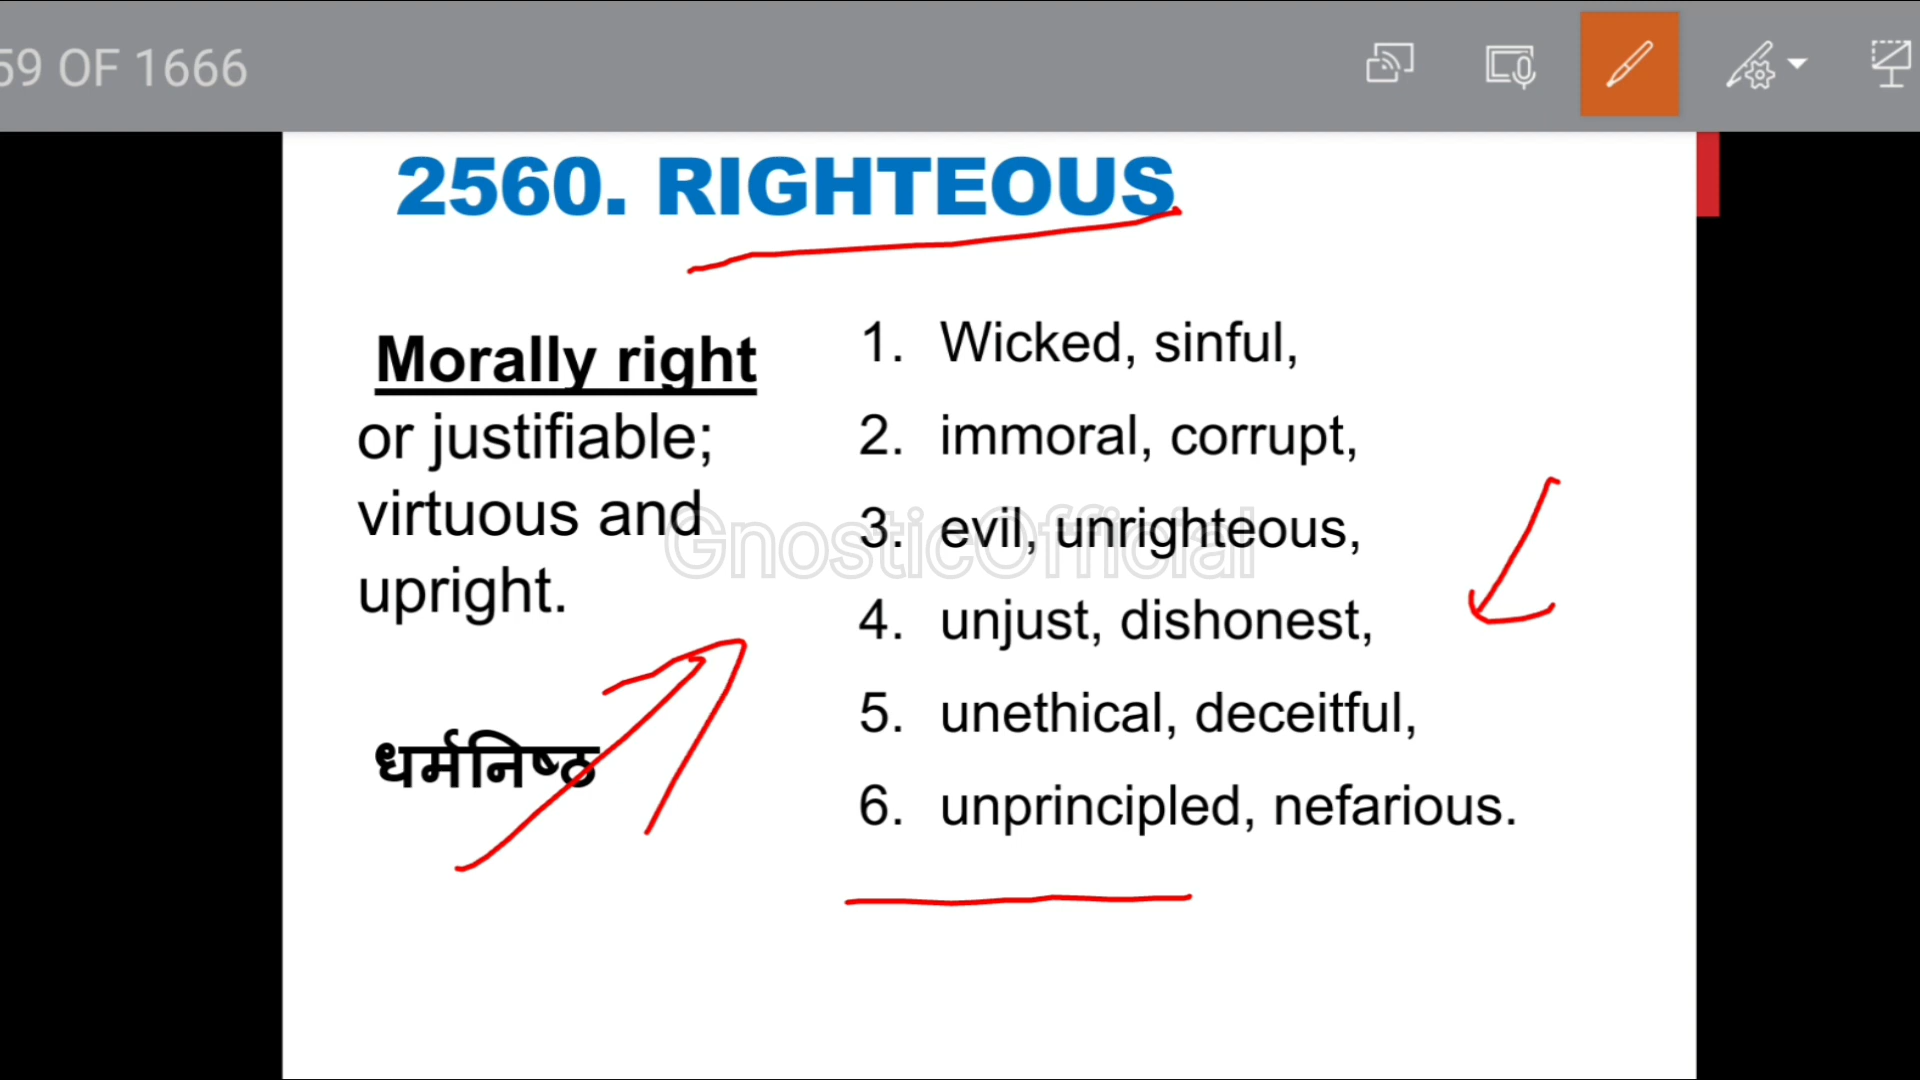 59 OF 1666
2560. RIGHTEOUS
Morally right
or justifiable;
virtuous and
upright.
धर्मनिष्ठ
1. Wicked, sinful,
2. immoral, corrupt,
3. evil, unrighteous,
4. unjust, dishonest,
5. unethical, deceitful,
6. unprincipled, nefarious.
GnosticOfficial